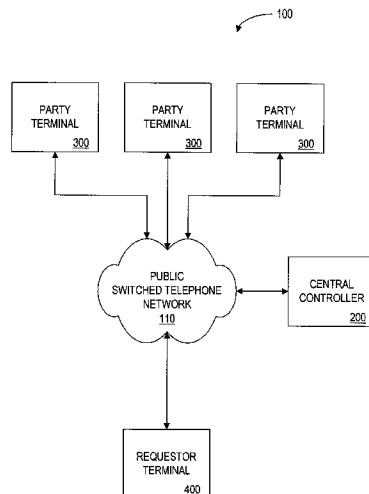 100
PARTY
TERMINAL
300
PARTY
TERMINAL
300
PARTY
TERMINAL
300
PUBLIC
SWITCHED TELEPHONE
NETWORK
110
CENTRAL
CONTROLLER
200
REQUESTOR
TERMINAL
400